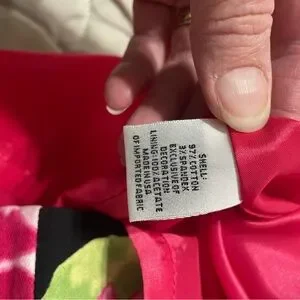 SHELL:
97% COTTON
3% SPANDEX
EXCLUSIVE OF
DECORATION
LINING: 100% ACETATE
MADE IN USA
OF IMPORTED FABRIC